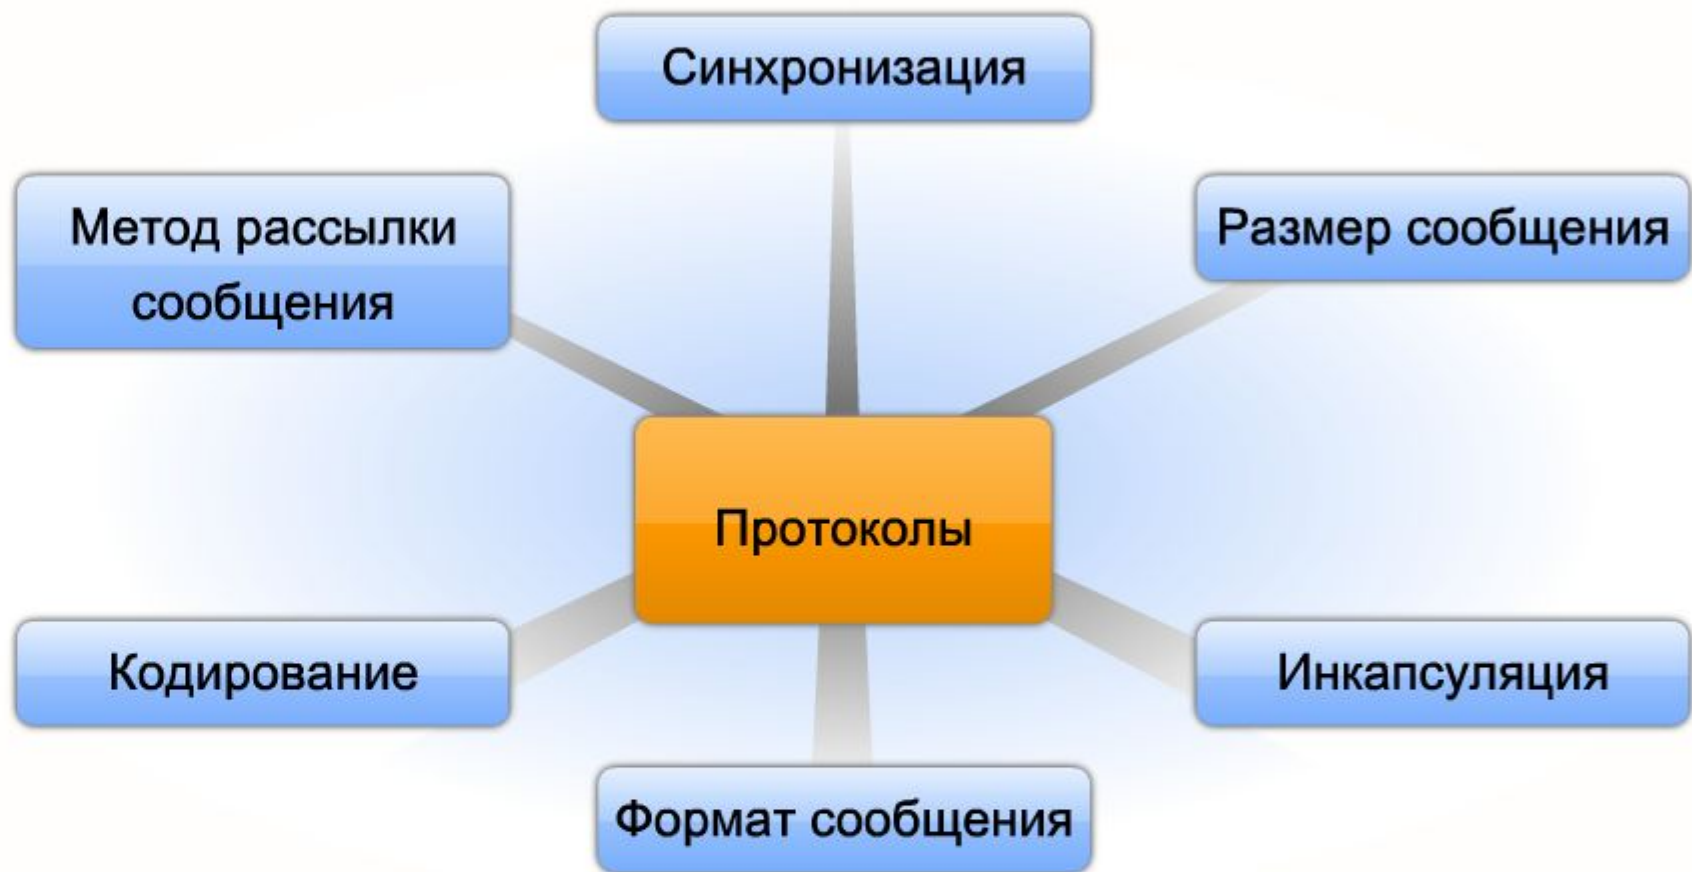 Синхронизация
Метод рассылки
сообщения
Размер сообщения
Протоколы
Кодирование
Инкапсуляция
Формат сообщения